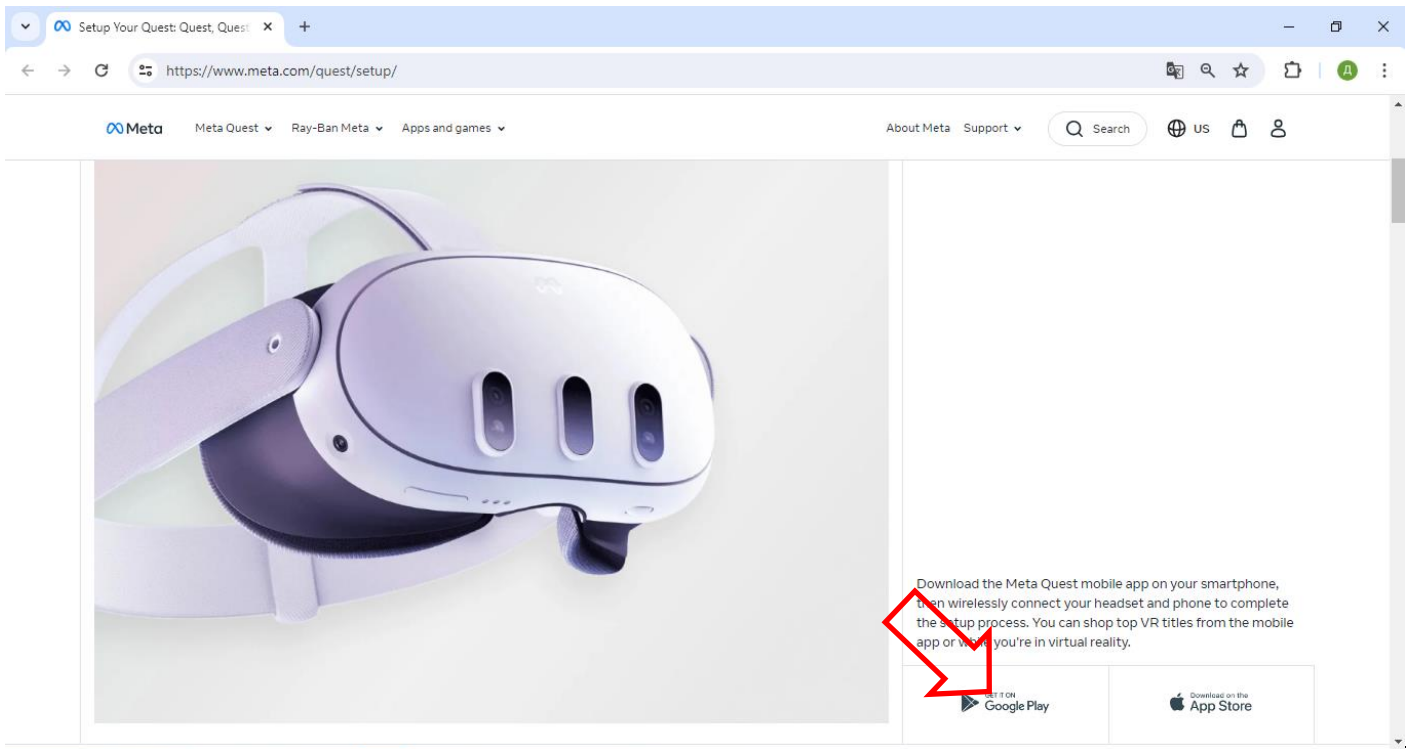 Setup Your Quest: Quest, Quest
https://www.meta.com/quest/setup/
Д
Meta
Meta Quest
Ray-Ban Meta
Apps and games
About Meta
Support
Search
US
Download the Meta Quest mobile app on your smartphone,
then wirelessly connect your headset and phone to complete
the setup process. You can shop top VR titles from the mobile
app or while you're in virtual reality.
GET IT ON
Google Play
Download on the
App Store